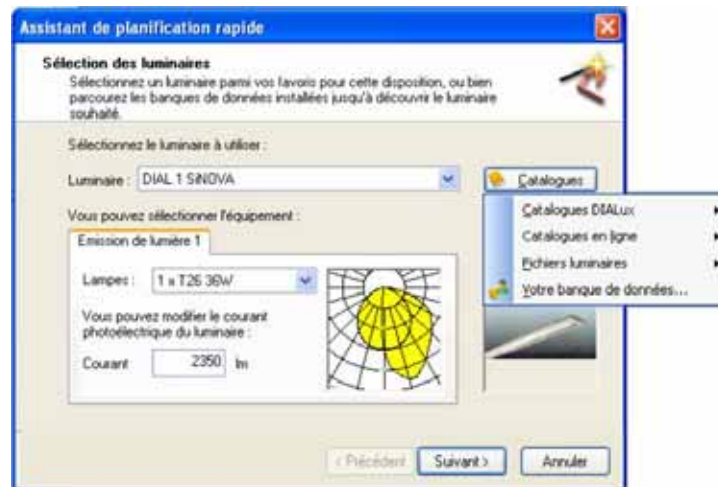 Assistant de planification rapide
Sélection des luminaires
Sélectionnez un luminaire parmi vos favoris pour cette disposition, ou bien
parcourez les banques de données installées jusqu'à découvrir le luminaire
souhaité.
Sélectionnez le luminaire à utiliser :
Luminaire : DIAL 1 SiNOVA
Catalogues
Vous pouvez sélectionner l'équipement :
Emission de lumière 1
Lampes : 1 x T26 36W
Vous pouvez modifier le courant
photoélectrique du luminaire :
Courant 2350 lm
Catalogues DIALux
Catalogues en ligne
Fichiers luminaires
Votre banque de données...
< Précédent Suivant > Annuler